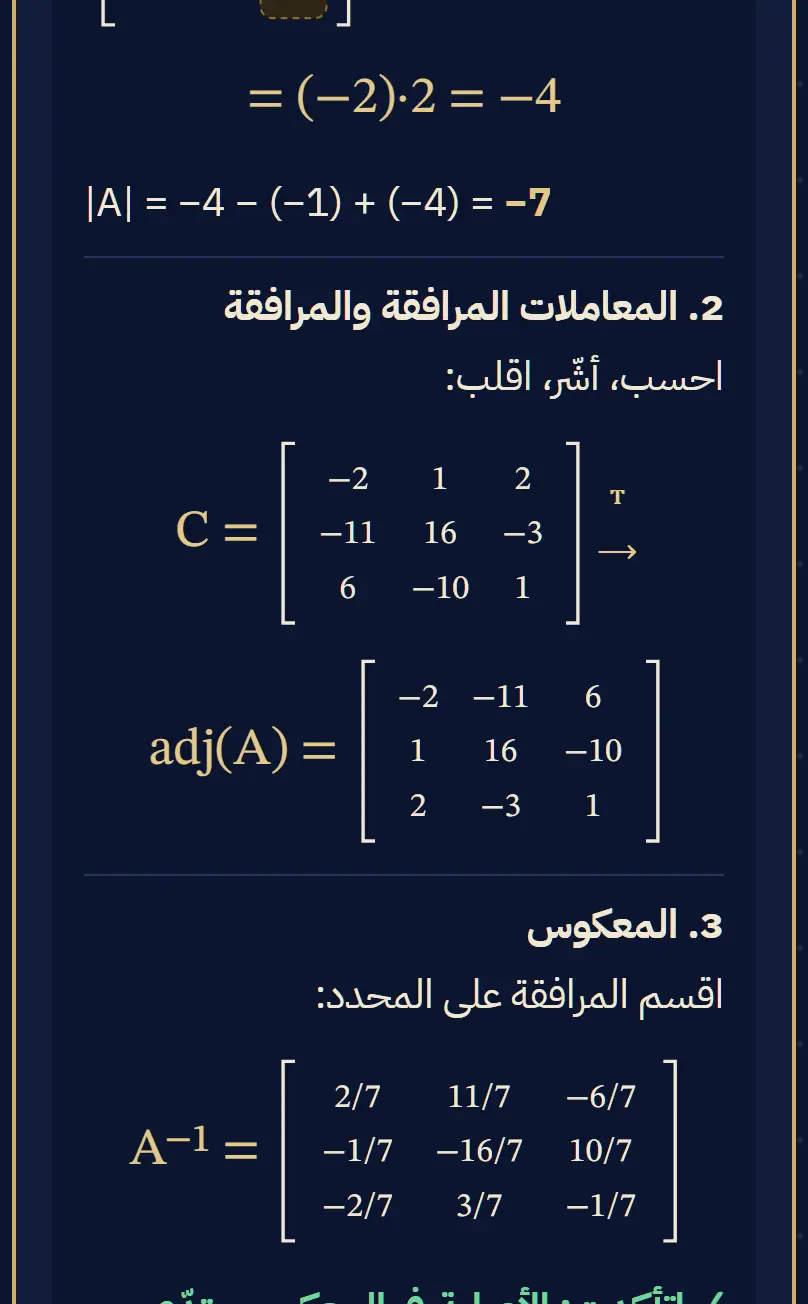 = (−2)·2 = −4
|A| = −4 − (−1) + (−4) = −7
2. المعاملات المرافقة والمرافقة
احسب، أشّر، اقلب:
C = [ −2 1 2
−11 16 −3
6 −10 1 ] T ⟶
adj(A) = [ −2 −11 6
1 16 −10
2 −3 1 ]
3. المعكوس
اقسم المرافقة على المحدد:
A⁻¹ = [ 2/7 11/7 −6/7
−1/7 −16/7 10/7
−2/7 3/7 −1/7 ]